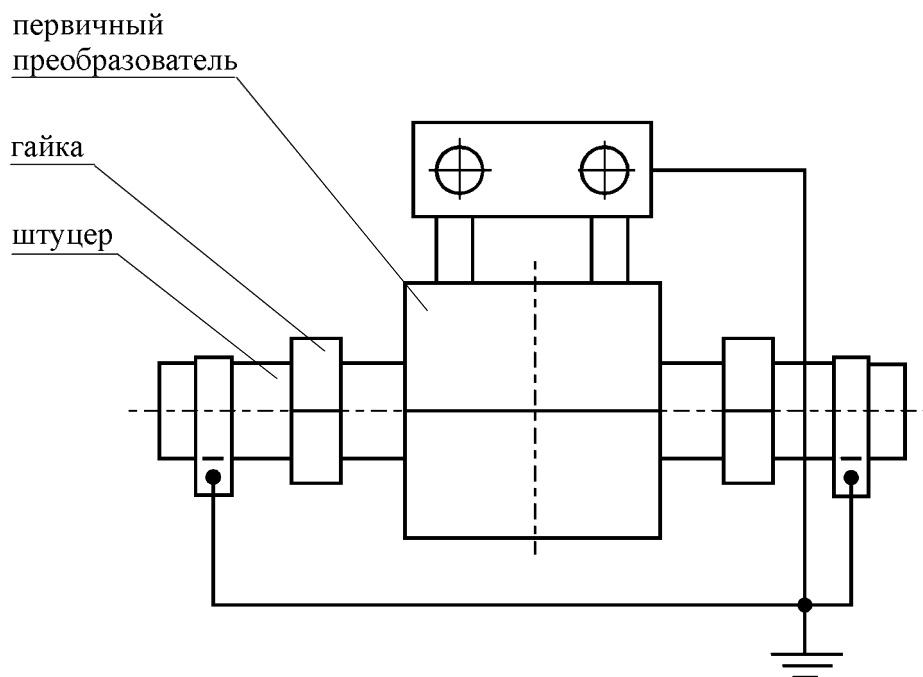 первичный
преобразователь
гайка
штуцер